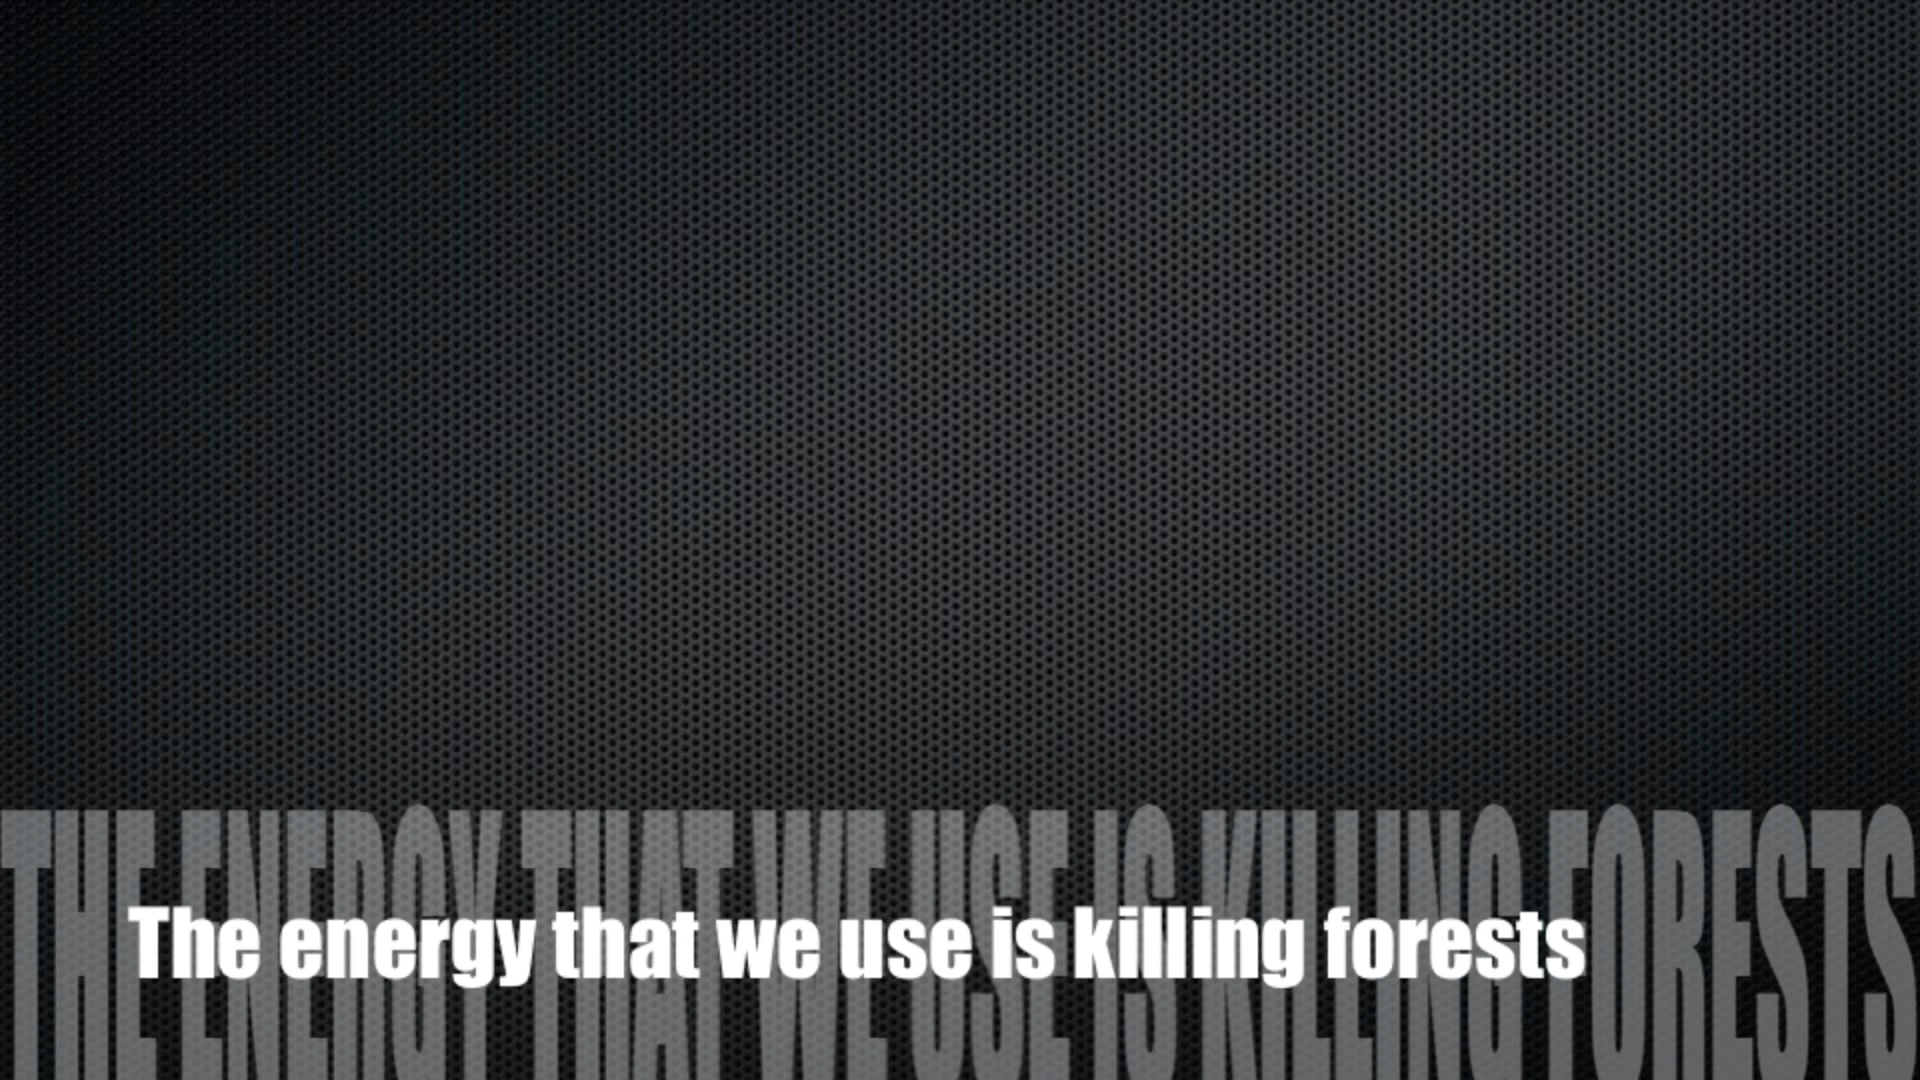 THE ENERGY THAT WE USE IS KILLING FORESTS
The energy that we use is killing forests